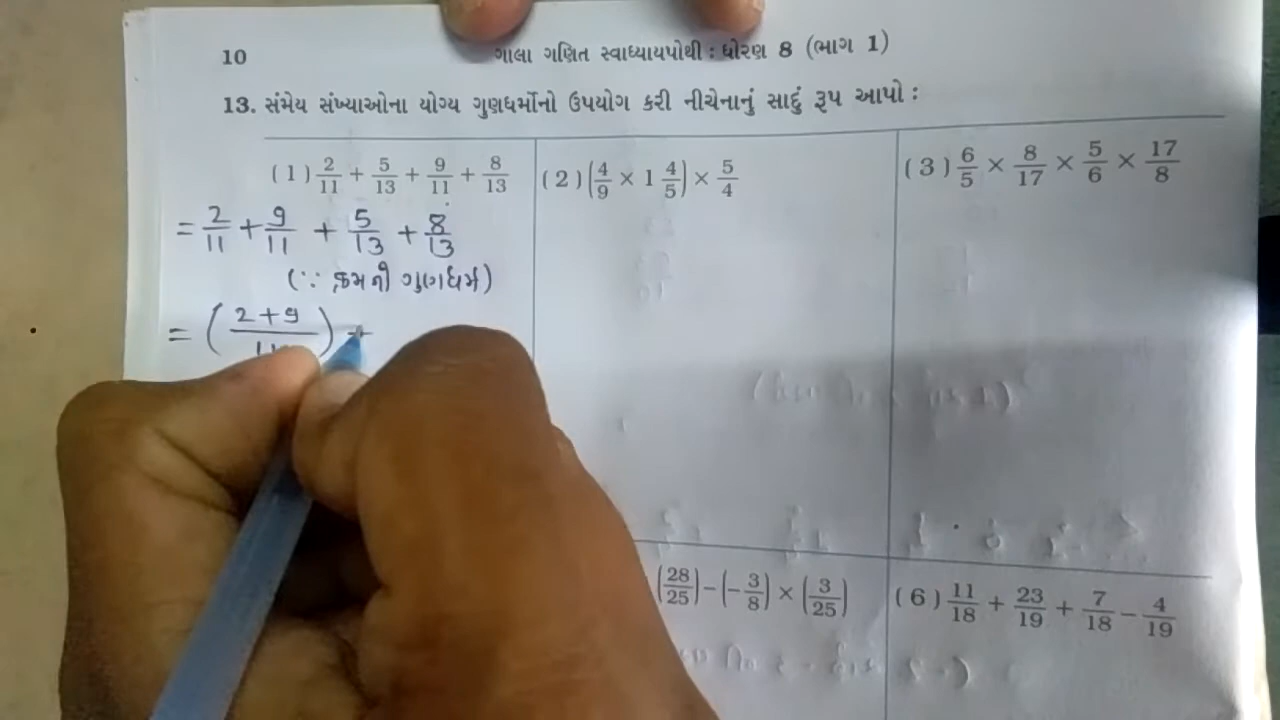 10 ગાલા ગણિત સ્વાધ્યાયપોથી : ધોરણ 8 (ભાગ 1)
13. સંમેય સંખ્યાઓના યોગ્ય ગુણધર્મોનો ઉપયોગ કરી નીચેનાનું સાદું રૂપ આપો :
(1) 2/11 + 5/13 + 9/11 + 8/13
= 2/11 + 9/11 + 5/13 + 8/13
(∵ ક્રમનો ગુણધર્મ)
= (2+9/11) +
(2) (4/9 × 1 4/5) × 5/4
(3) 6/5 × 8/17 × 5/6 × 17/8
(28/25) − (−3/8) × (3/25)
(6) 11/18 + 23/19 + 7/18 − 4/19